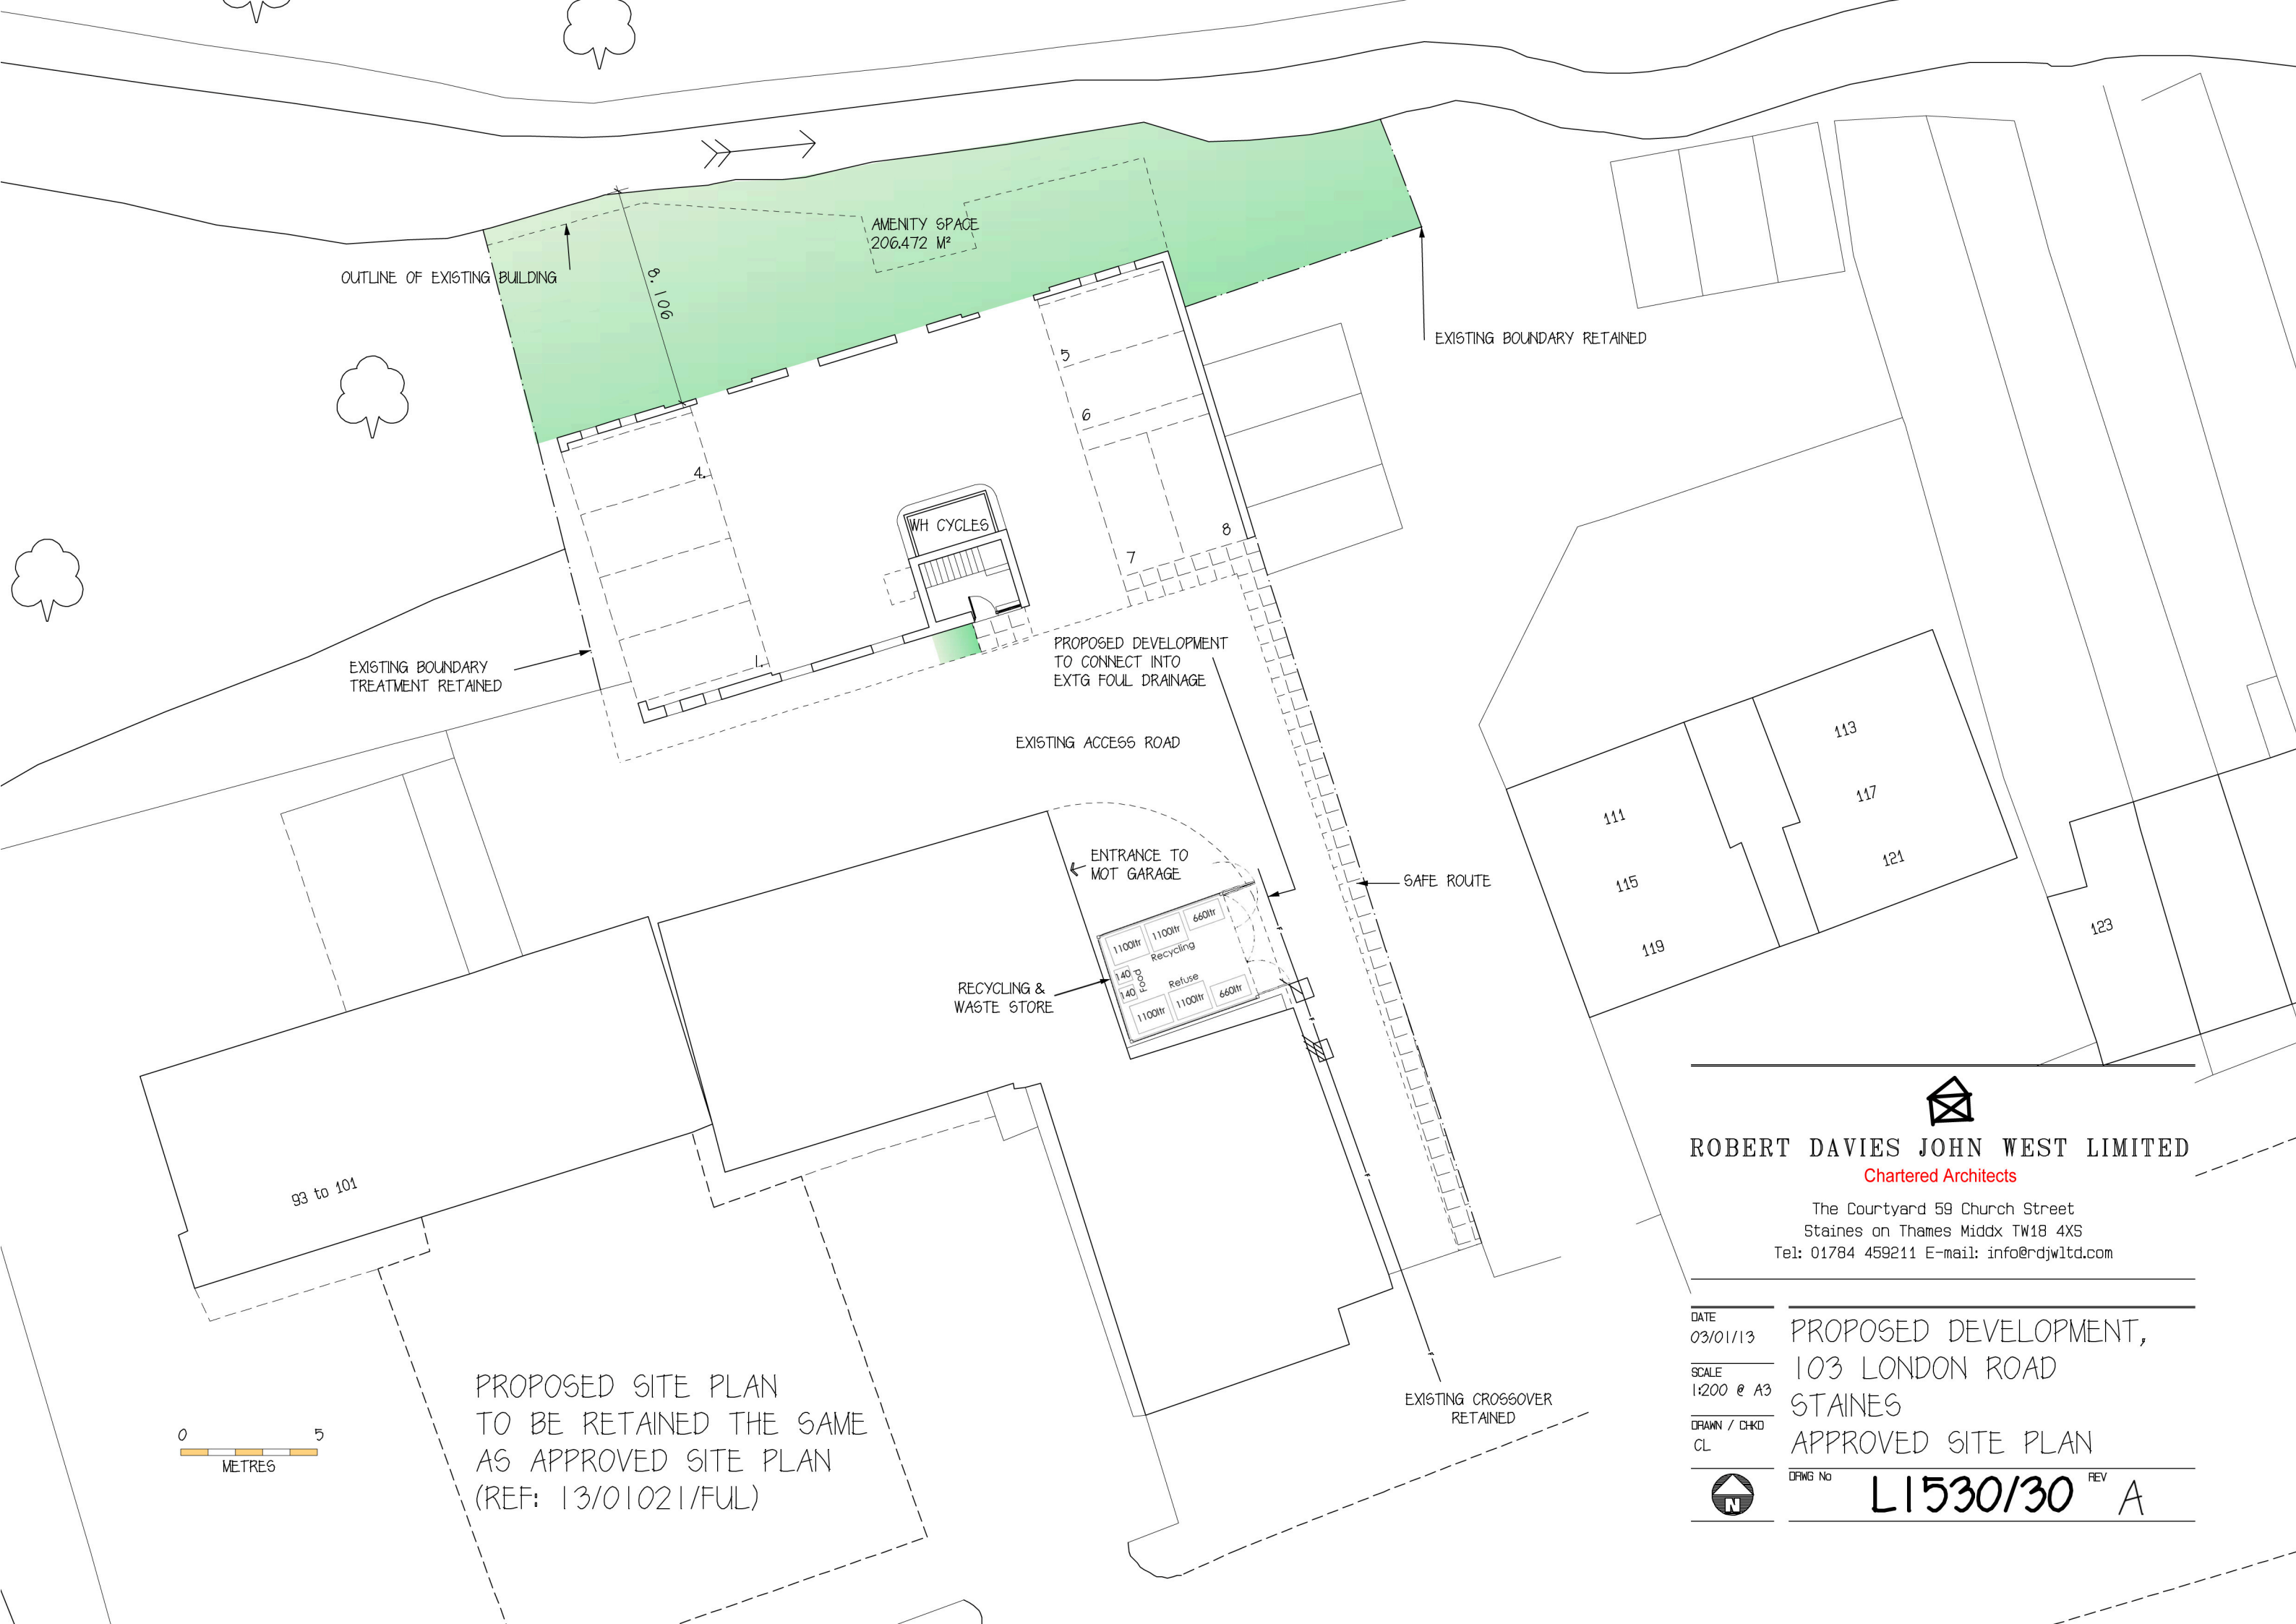 AMENITY SPACE
206.472 M²
OUTLINE OF EXISTING BUILDING
8.106
EXISTING BOUNDARY RETAINED
5
6
4.
WH CYCLES
8
7
1.
EXISTING BOUNDARY
TREATMENT RETAINED
PROPOSED DEVELOPMENT
TO CONNECT INTO
EXTG FOUL DRAINAGE
EXISTING ACCESS ROAD
113
117
121
111
115
119
123
ENTRANCE TO
MOT GARAGE
SAFE ROUTE
1100ltr
1100ltr
660ltr
Recycling
140
140
Food
Refuse
1100ltr
1100ltr
660ltr
RECYCLING &
WASTE STORE
93 to 101
EXISTING CROSSOVER
RETAINED
0 5
METRES
PROPOSED SITE PLAN
TO BE RETAINED THE SAME
AS APPROVED SITE PLAN
(REF: 13/01021/FUL)
ROBERT DAVIES JOHN WEST LIMITED
Chartered Architects
The Courtyard 59 Church Street
Staines on Thames Middx TW18 4XS
Tel: 01784 459211 E-mail: info@rdjwltd.com
DATE
03/01/13
SCALE
1:200 @ A3
DRAWN / CHKD
CL
N
PROPOSED DEVELOPMENT,
103 LONDON ROAD
STAINES
APPROVED SITE PLAN
DRWG No L1530/30 REV A